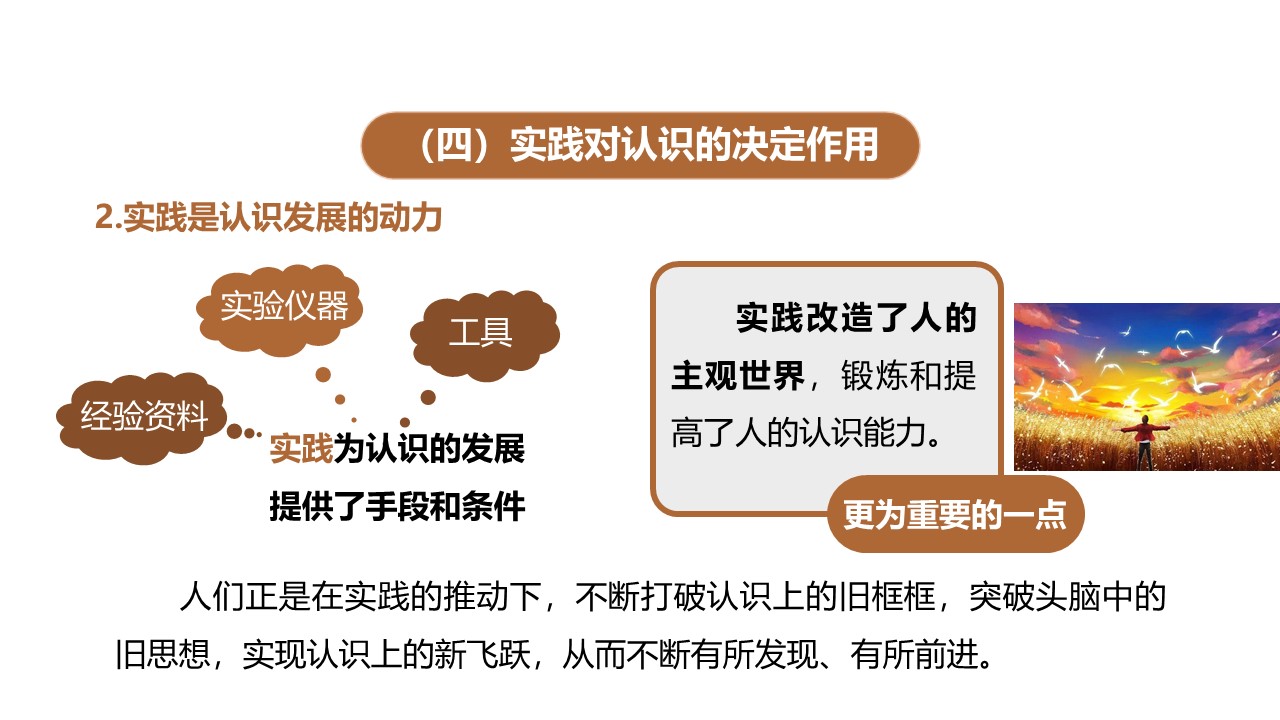 （四）实践对认识的决定作用
2.实践是认识发展的动力
实验仪器
工具
经验资料
实践为认识的发展
提供了手段和条件
实践改造了人的
主观世界，锻炼和提
高了人的认识能力。
更为重要的一点
人们正是在实践的推动下，不断打破认识上的旧框框，突破头脑中的
旧思想，实现认识上的新飞跃，从而不断有所发现、有所前进。